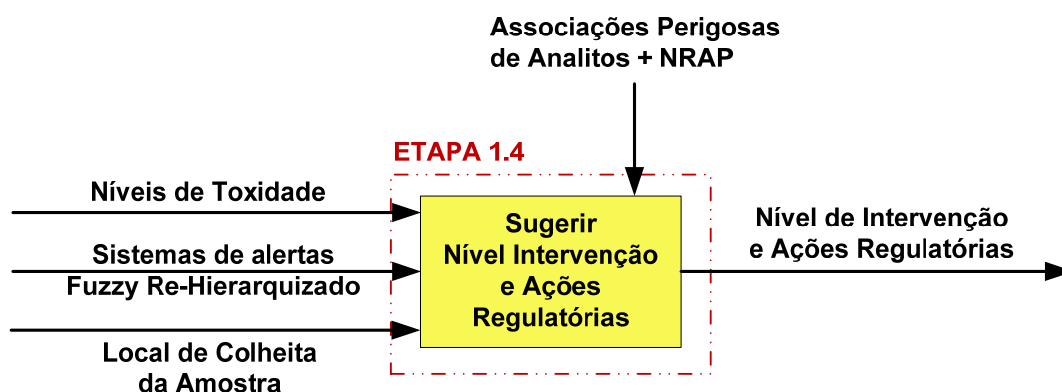 Associações Perigosas
de Analitos + NRAP
ETAPA 1.4
Níveis de Toxidade
Sistemas de alertas
Fuzzy Re-Hierarquizado
Local de Colheita
da Amostra
Sugerir
Nível Intervenção
e Ações
Regulatórias
Nível de Intervenção
e Ações Regulatórias